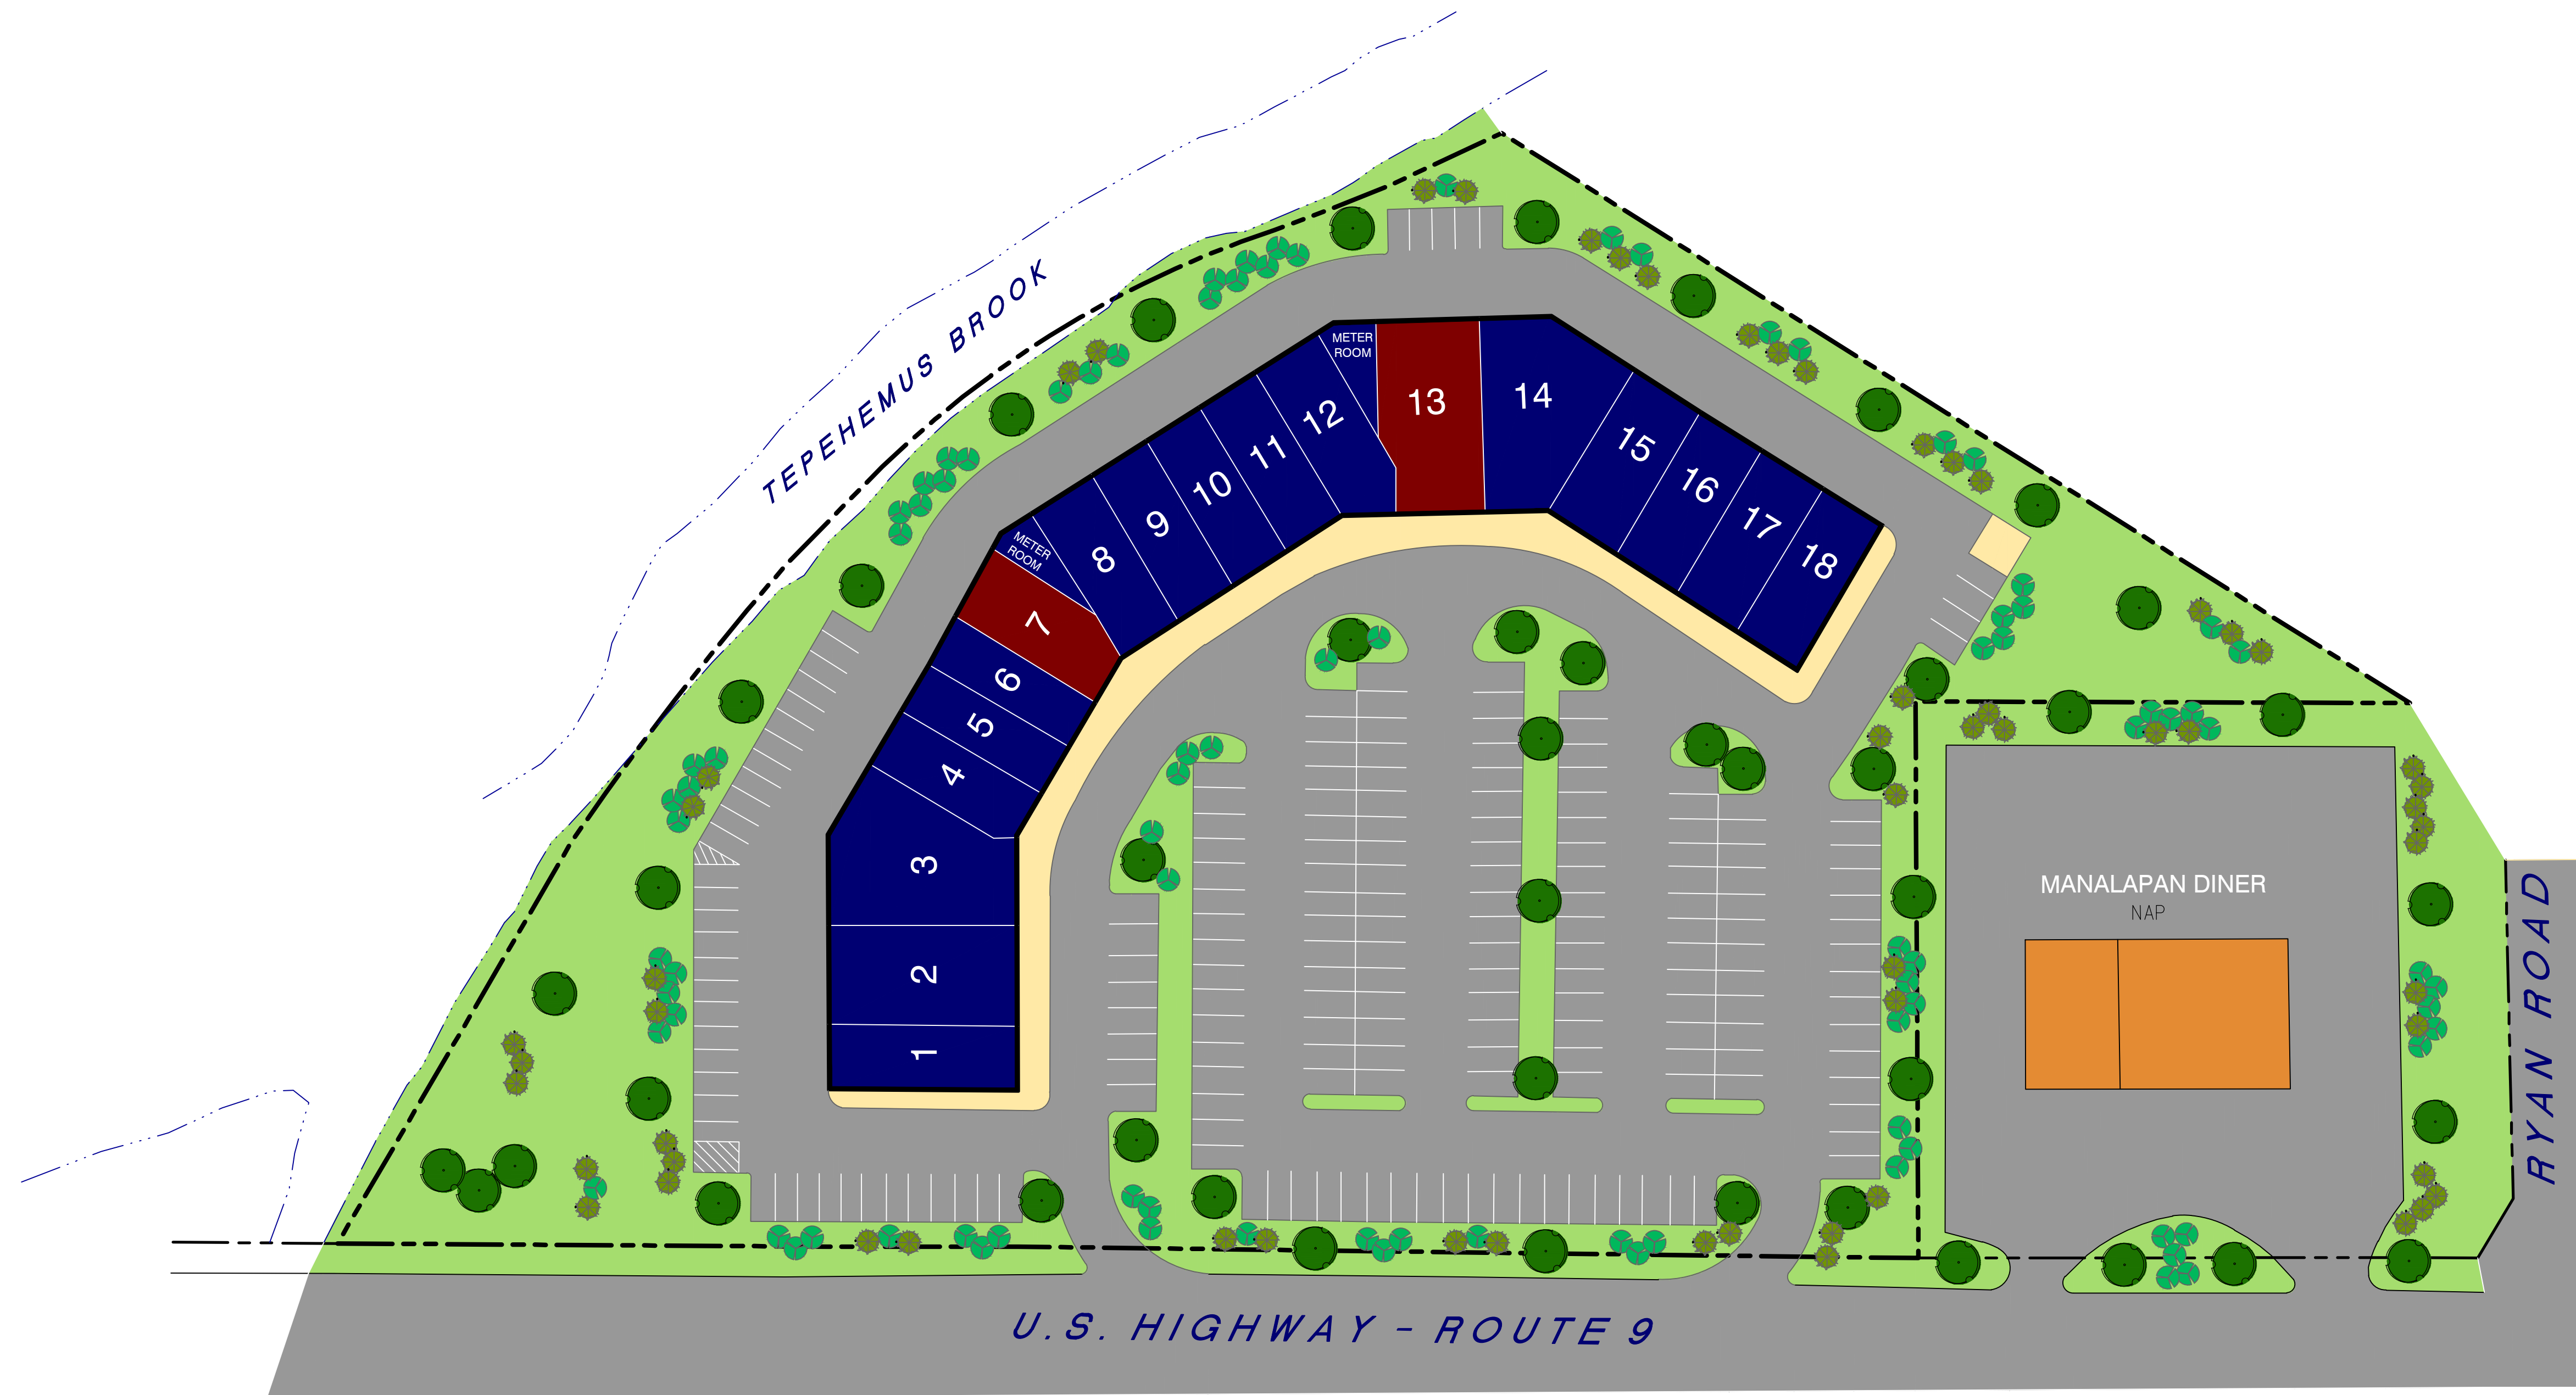 TEPEHEMUS BROOK
METER
ROOM
13
14
12
11
10
9
8
15
16
17
18
METER
ROOM
7
6
5
4
3
2
1
MANALAPAN DINER
NAP
RYAN ROAD
U.S. HIGHWAY - ROUTE 9